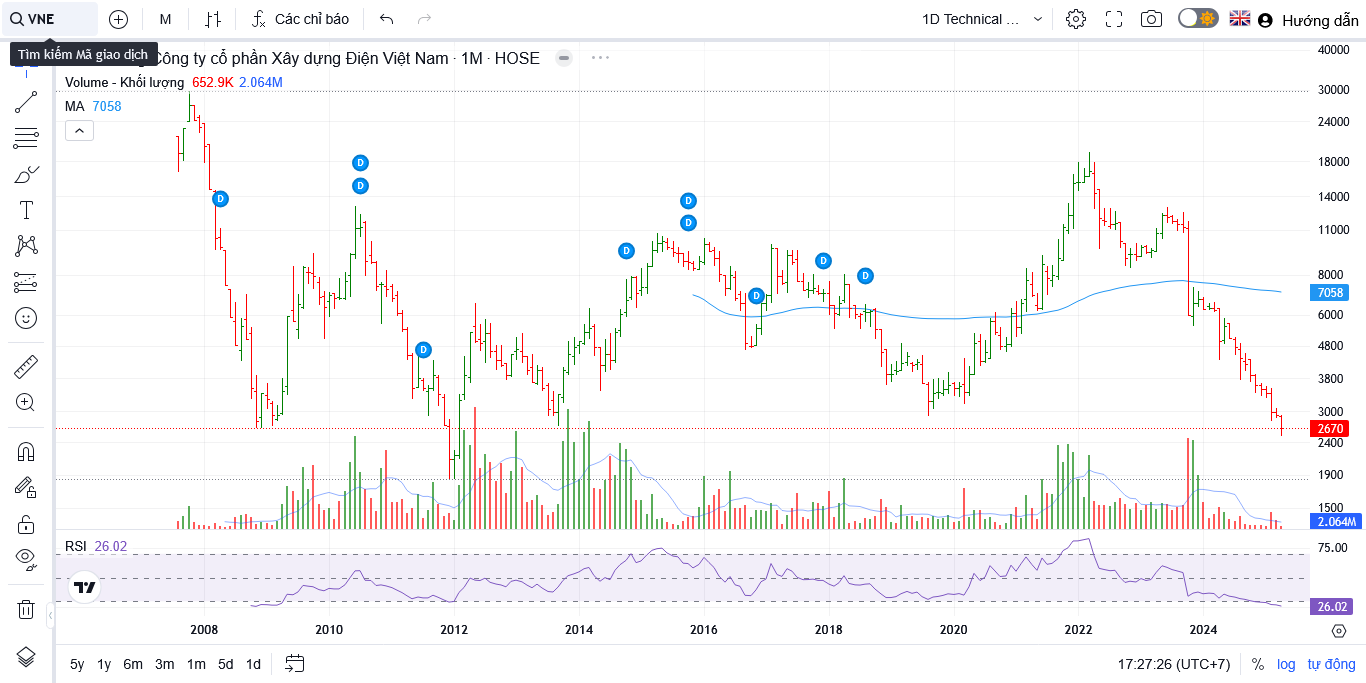 VNE
M
Các chỉ báo
1D Technical ...
Hướng dẫn
Tìm kiếm Mã giao dịch
Công ty cổ phần Xây dựng Điện Việt Nam · 1M · HOSE
Volume - Khối lượng 652.9K 2.064M
MA 7058
40000
30000
24000
18000
14000
11000
8000
7058
6000
4800
3800
3000
2670
2400
1900
1500
2.064M
D
D
D
D
D
D
D
D
D
D
RSI 26.02
75.00
26.02
2008 2010 2012 2014 2016 2018 2020 2022 2024
5y 1y 6m 3m 1m 5d 1d
17:27:26 (UTC+7) % log tự động